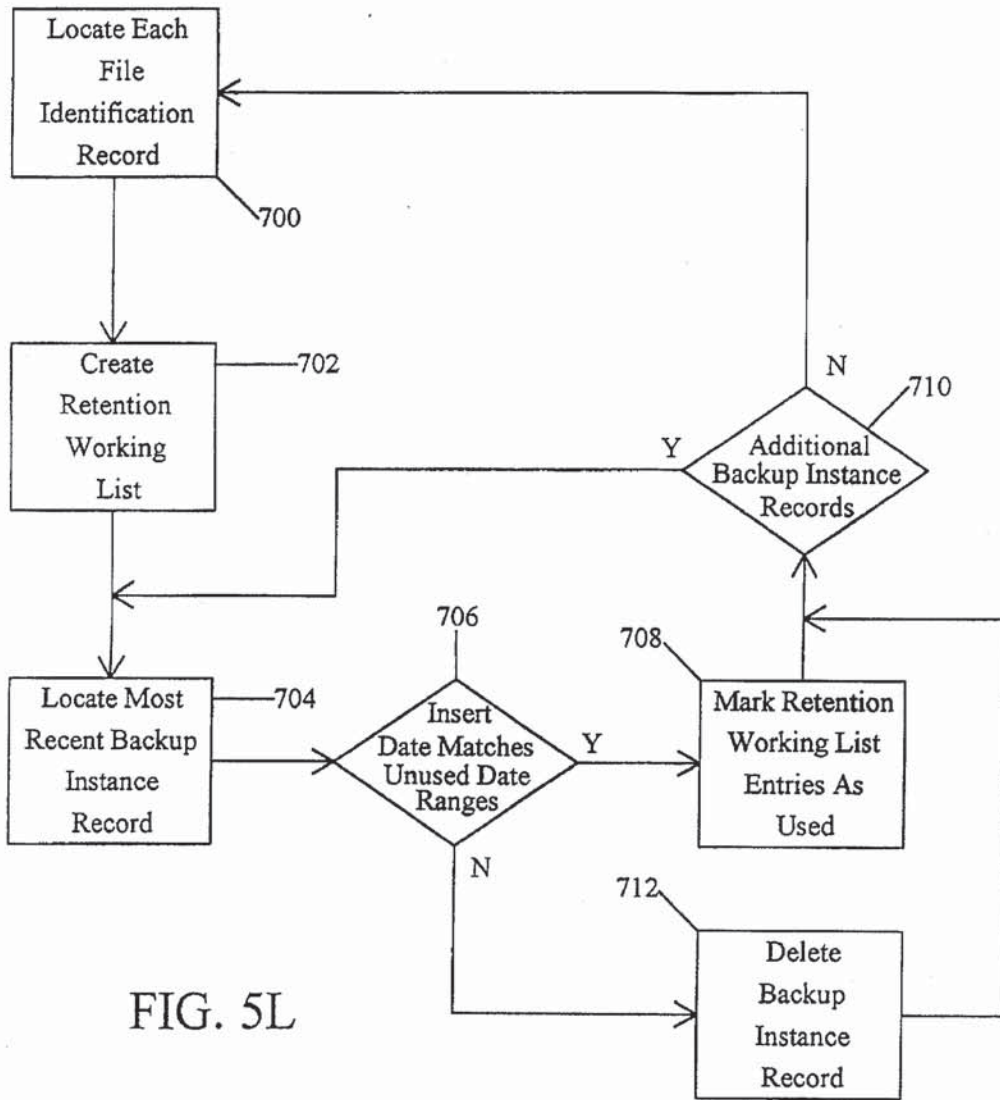 Locate Each
File
Identification
Record
700
Create
Retention
Working
List
702
N
710
Y
Additional
Backup Instance
Records
706
708
Locate Most
Recent Backup
Instance
Record
704
Insert
Date Matches
Unused Date
Ranges
Y
Mark Retention
Working List
Entries As
Used
N
712
Delete
Backup
Instance
Record
FIG. 5L